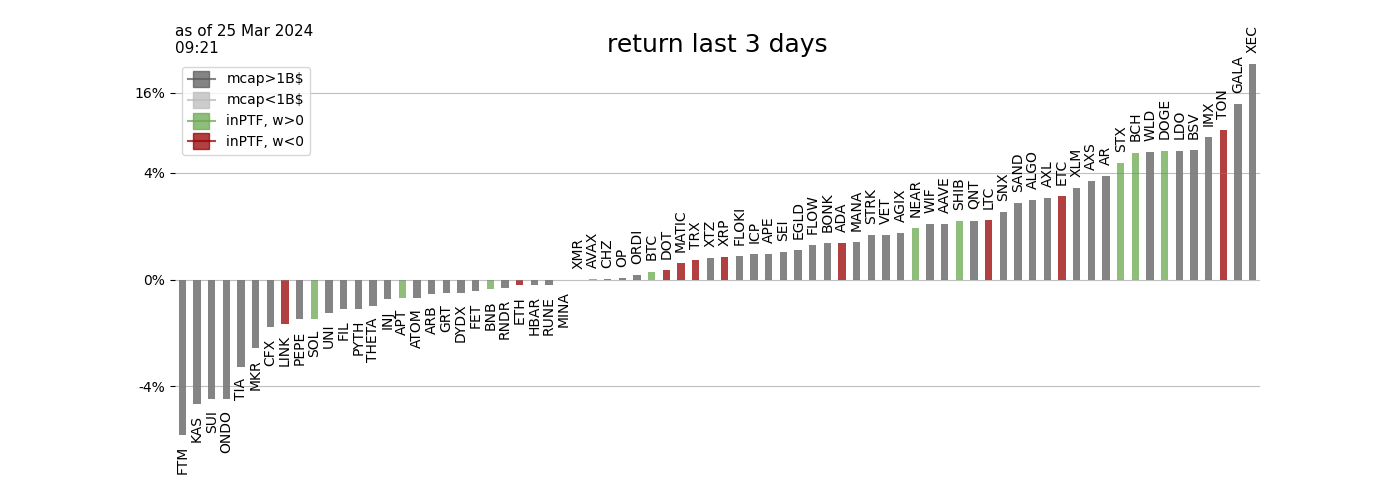 as of 25 Mar 2024
09:21
return last 3 days
mcap>1B$
mcap<1B$
inPTF, w>0
inPTF, w<0
16%
4%
0%
-4%
FTM
KAS
SUI
ONDO
TIA
MKR
CFX
LINK
PEPE
SOL
UNI
FIL
PYTH
THETA
INJ
APT
ATOM
ARB
GRT
DYDX
FET
BNB
RNDR
ETH
HBAR
RUNE
MINA
XMR
AVAX
CHZ
OP
ORDI
BTC
DOT
MATIC
TRX
XTZ
XRP
FLOKI
ICP
APE
SEI
EGLD
FLOW
BONK
ADA
MANA
STRK
VET
AGIX
NEAR
WIF
AAVE
SHIB
QNT
LTC
SNX
SAND
ALGO
AXL
ETC
XLM
AXS
AR
STX
BCH
WLD
DOGE
LDO
BSV
IMX
TON
GALA
XEC